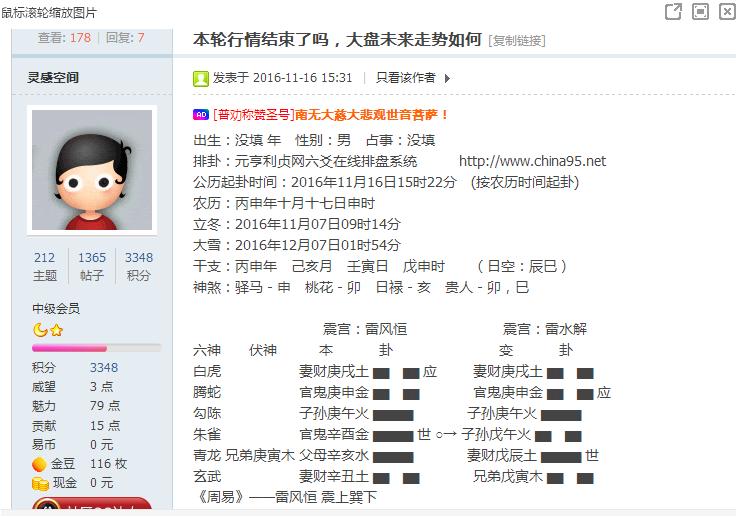 鼠标滚轮缩放图片
查看: 178 | 回复: 7
本轮行情结束了吗，大盘未来走势如何 [复制链接]
灵感空间
发表于 2016-11-16 15:31 | 只看该作者
AD [普劝称赞圣号]南无大慈大悲观世音菩萨！
出生：没填 年 性别：男 占事：没填
排卦：元亨利贞网六爻在线排盘系统 http://www.china95.net
公历起卦时间：2016年11月16日15时22分 (按农历时间起卦)
农历：丙申年十月十七日申时
立冬：2016年11月07日09时14分
大雪：2016年12月07日01时54分
干支：丙申年 己亥月 壬寅日 戊申时 （日空：辰巳）
神煞：驿马－申 桃花－卯 日禄－亥 贵人－卯，巳
212 1365 3348
主题 帖子 积分
中级会员
积分 3348
威望 3 点
魅力 79 点
贡献 15 点
易币 0 元
金豆 116 枚
现金 0 元
震宫：雷风恒 震宫：雷水解
六神 伏神 本 卦 变 卦
白虎 妻财庚戌土 应 妻财庚戌土
螣蛇 官鬼庚申金 官鬼庚申金 应
勾陈 子孙庚午火 子孙庚午火
朱雀 官鬼辛酉金 世 ○→ 子孙戊午火
青龙 兄弟庚寅木 父母辛亥水 妻财戊辰土 世
玄武 妻财辛丑土 兄弟戊寅木
《周易》——雷风恒 震上巽下